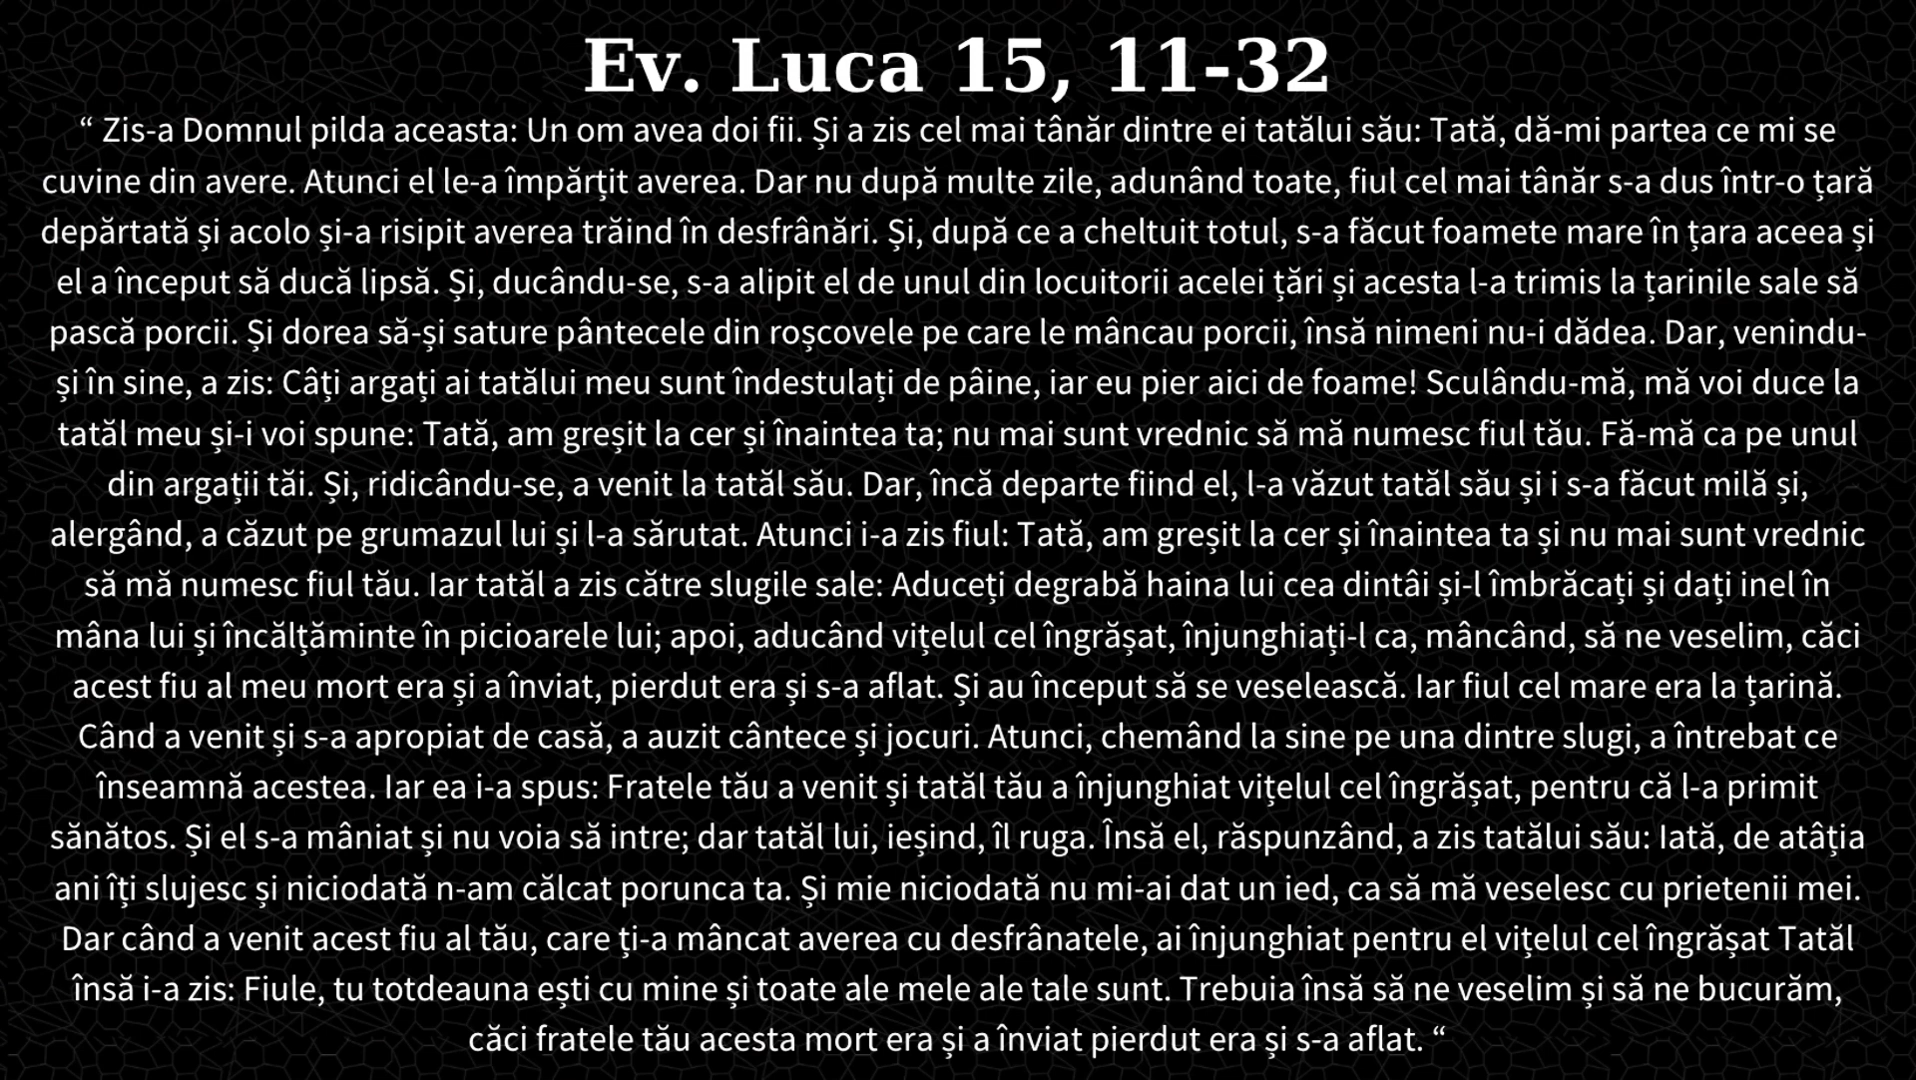 Ev. Luca 15, 11-32
“ Zis-a Domnul pilda aceasta: Un om avea doi fii. Și a zis cel mai tânăr dintre ei tatălui său: Tată, dă-mi partea ce mi se
cuvine din avere. Atunci el le-a împărțit averea. Dar nu după multe zile, adunând toate, fiul cel mai tânăr s-a dus într-o țară
depărtată și acolo și-a risipit averea trăind în desfrânări. Și, după ce a cheltuit totul, s-a făcut foamete mare în țara aceea și
el a început să ducă lipsă. Și, ducându-se, s-a alipit el de unul din locuitorii acelei țări și acesta l-a trimis la țarinile sale să
pască porcii. Și dorea să-și sature pântecele din roșcovele pe care le mâncau porcii, însă nimeni nu-i dădea. Dar, venindu-
și în sine, a zis: Câți argați ai tatălui meu sunt îndestulați de pâine, iar eu pier aici de foame! Sculându-mă, mă voi duce la
tatăl meu și-i voi spune: Tată, am greșit la cer și înaintea ta; nu mai sunt vrednic să mă numesc fiul tău. Fă-mă ca pe unul
din argații tăi. Și, ridicându-se, a venit la tatăl său. Dar, încă departe fiind el, l-a văzut tatăl său și i s-a făcut milă și,
alergând, a căzut pe grumazul lui și l-a sărutat. Atunci i-a zis fiul: Tată, am greșit la cer și înaintea ta și nu mai sunt vrednic
să mă numesc fiul tău. Iar tatăl a zis către slugile sale: Aduceți degrabă haina lui cea dintâi și-l îmbrăcați și dați inel în
mâna lui și încălțăminte în picioarele lui; apoi, aducând vițelul cel îngrășat, înjunghiați-l ca, mâncând, să ne veselim, căci
acest fiu al meu mort era și a înviat, pierdut era și s-a aflat. Și au început să se veselească. Iar fiul cel mare era la țarină.
Când a venit și s-a apropiat de casă, a auzit cântece și jocuri. Atunci, chemând la sine pe una dintre slugi, a întrebat ce
înseamnă acestea. Iar ea i-a spus: Fratele tău a venit și tatăl tău a înjunghiat vițelul cel îngrășat, pentru că l-a primit
sănătos. Și el s-a mâniat și nu voia să intre; dar tatăl lui, ieșind, îl ruga. Însă el, răspunzând, a zis tatălui său: Iată, de atâția
ani îți slujesc și niciodată n-am călcat porunca ta. Și mie niciodată nu mi-ai dat un ied, ca să mă veselesc cu prietenii mei.
Dar când a venit acest fiu al tău, care ți-a mâncat averea cu desfrânatele, ai înjunghiat pentru el vițelul cel îngrășat Tatăl
însă i-a zis: Fiule, tu totdeauna ești cu mine și toate ale mele ale tale sunt. Trebuia însă să ne veselim și să ne bucurăm,
căci fratele tău acesta mort era și a înviat pierdut era și s-a aflat. “